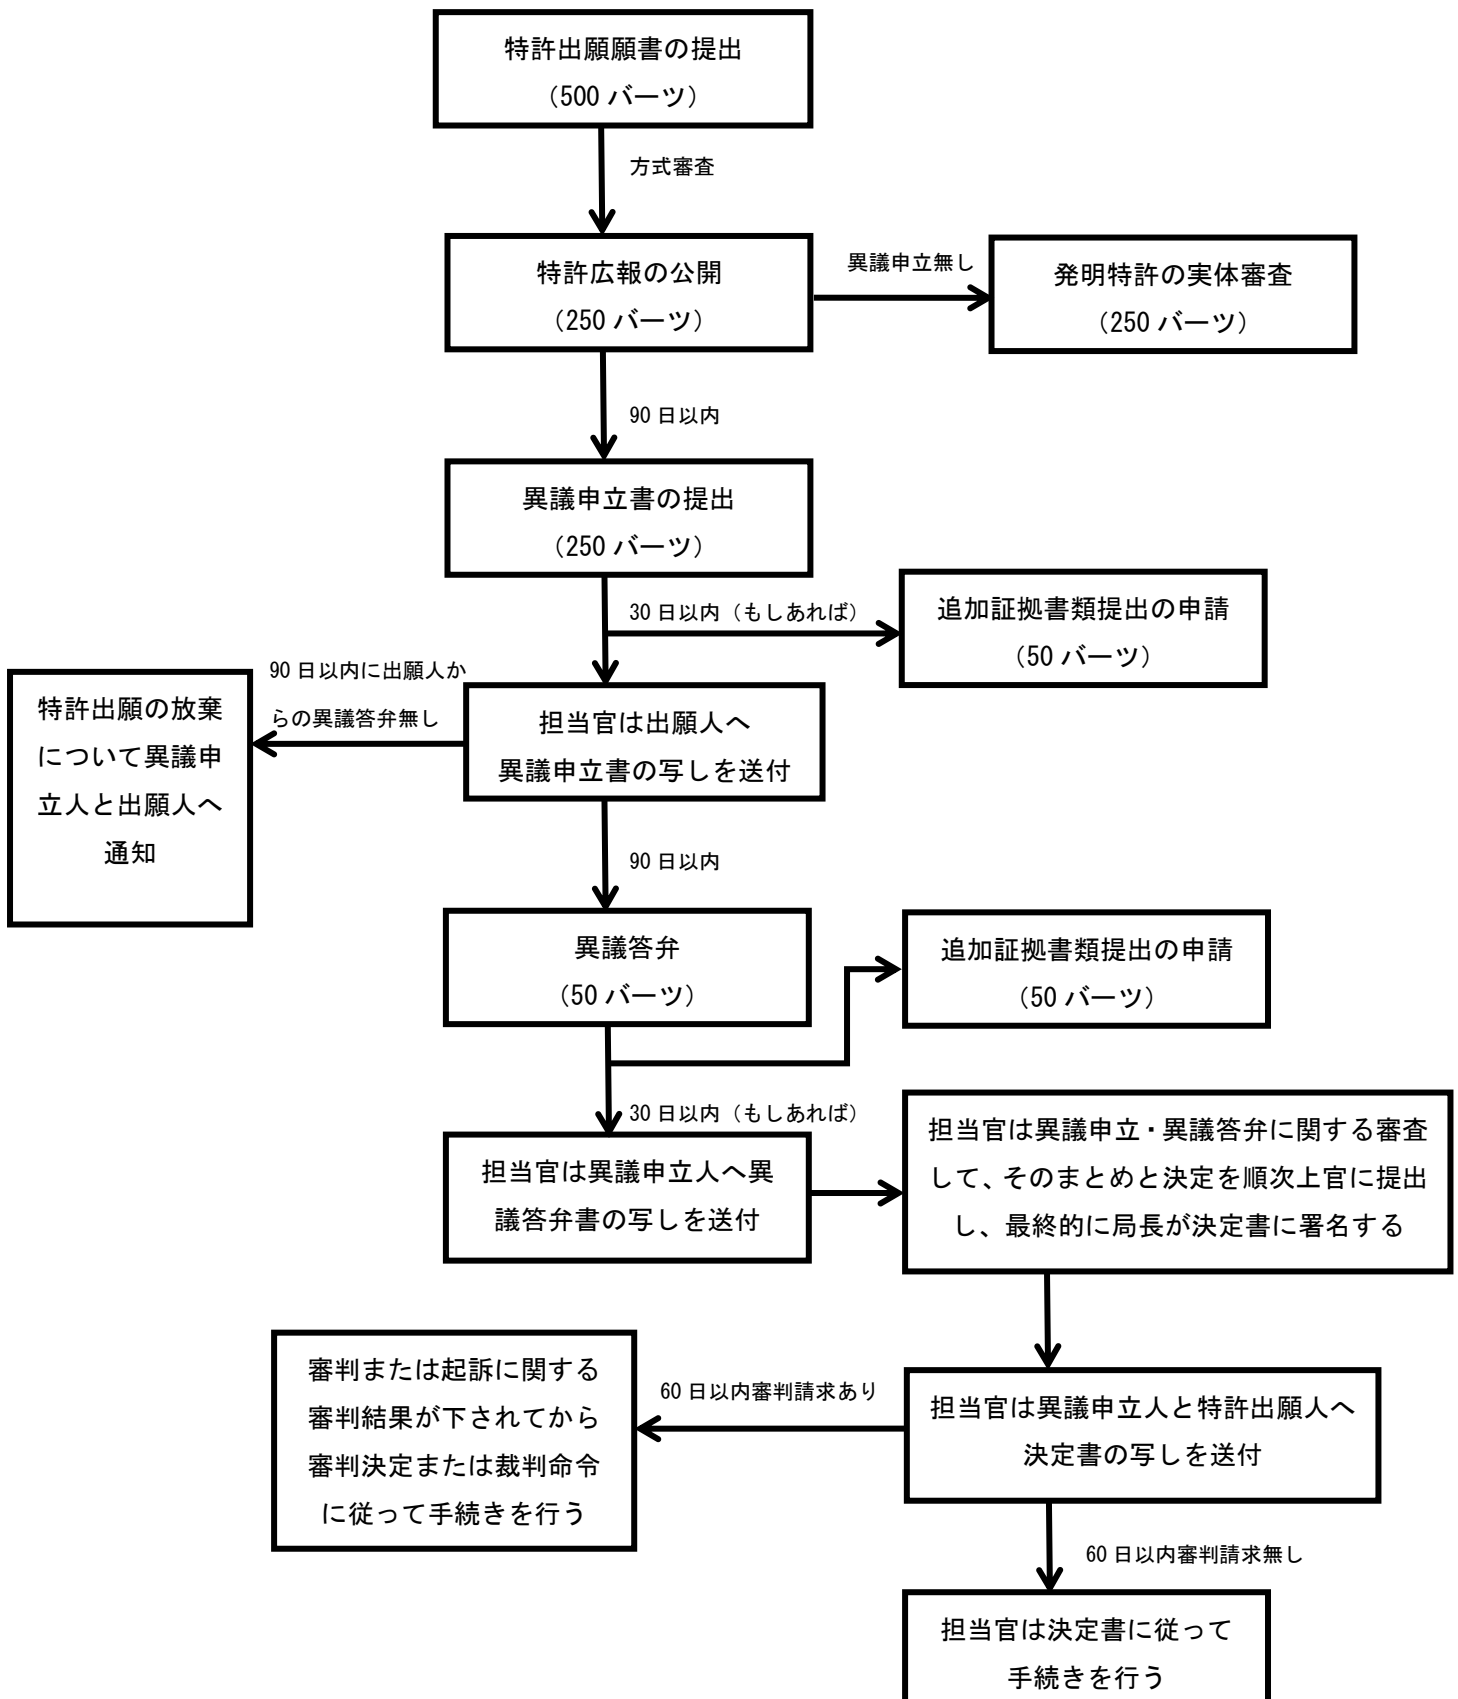 特許出願願書の提出
（500 バーツ）
方式審査
特許広報の公開
（250 バーツ）
異議申立無し
発明特許の実体審査
（250 バーツ）
90 日以内
異議申立書の提出
（250 バーツ）
30 日以内（もしあれば）
追加証拠書類提出の申請
（50 バーツ）
90 日以内に出願人か
らの異議答弁無し
特許出願の放棄
について異議申
立人と出願人へ
通知
担当官は出願人へ
異議申立書の写しを送付
90 日以内
異議答弁
（50 バーツ）
追加証拠書類提出の申請
（50 バーツ）
30 日以内（もしあれば）
担当官は異議申立人へ異
議答弁書の写しを送付
担当官は異議申立・異議答弁に関する審査
して、そのまとめと決定を順次上官に提出
し、最終的に局長が決定書に署名する
審判または起訴に関する
審判結果が下されてから
審判決定または裁判命令
に従って手続きを行う
60 日以内審判請求あり
担当官は異議申立人と特許出願人へ
決定書の写しを送付
60 日以内審判請求無し
担当官は決定書に従って
手続きを行う